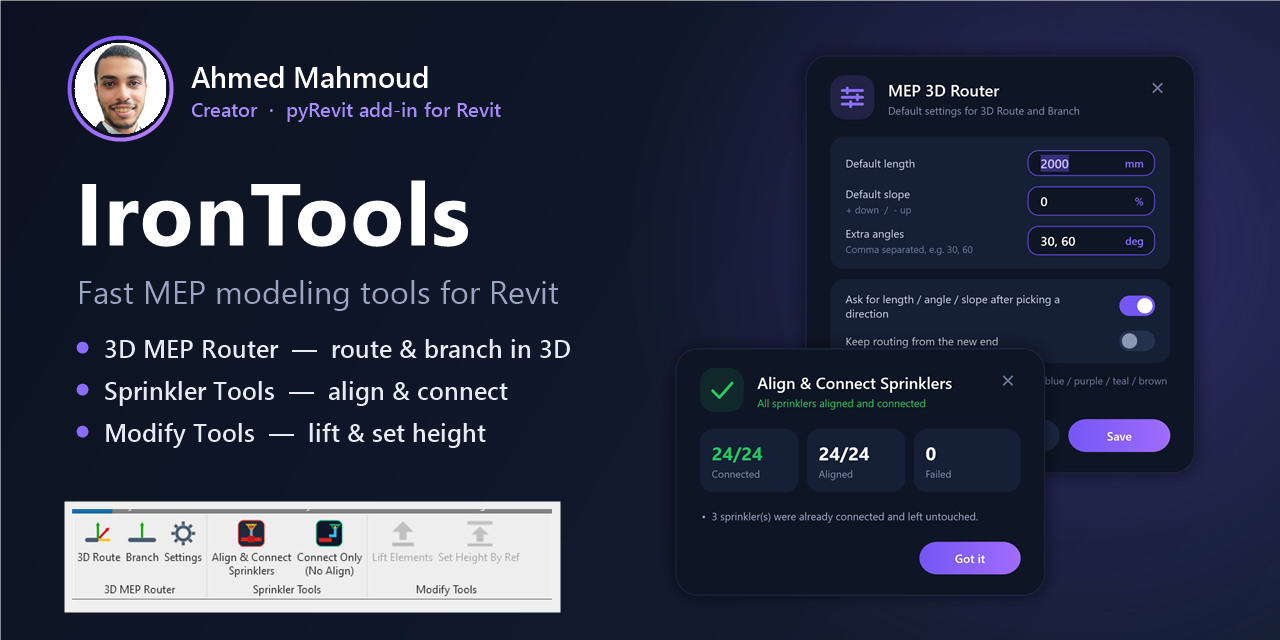 Ahmed Mahmoud
Creator · pyRevit add-in for Revit
IronTools
Fast MEP modeling tools for Revit
• 3D MEP Router — route & branch in 3D
• Sprinkler Tools — align & connect
• Modify Tools — lift & set height
3D Route Branch Settings
3D MEP Router
Align & Connect
Sprinklers
Connect Only
(No Align)
Sprinkler Tools
Lift Elements Set Height By Ref
Modify Tools
MEP 3D Router
Default settings for 3D Route and Branch
Default length
2000 mm
Default slope
+ down / - up
0 %
Extra angles
Comma separated, e.g. 30, 60
30, 60 deg
Ask for length / angle / slope after picking a
direction
Keep routing from the new end
blue / purple / teal / brown
Save
Align & Connect Sprinklers
All sprinklers aligned and connected
24/24
Connected
24/24
Aligned
0
Failed
• 3 sprinkler(s) were already connected and left untouched.
Got it